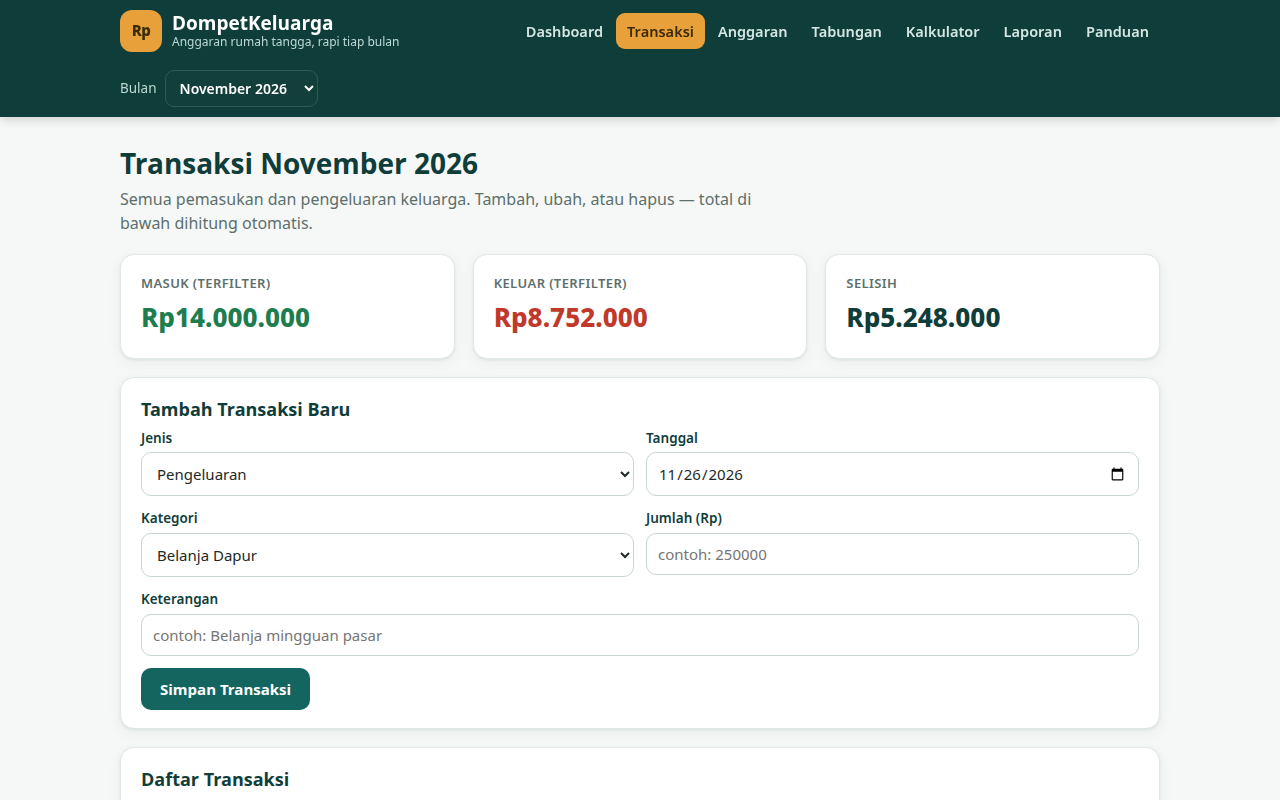 Rp
DompetKeluarga
Anggaran rumah tangga, rapi tiap bulan
Dashboard
Transaksi
Anggaran
Tabungan
Kalkulator
Laporan
Panduan
Bulan
November 2026
Transaksi November 2026
Semua pemasukan dan pengeluaran keluarga. Tambah, ubah, atau hapus — total di
bawah dihitung otomatis.
MASUK (TERFILTER)
Rp14.000.000
KELUAR (TERFILTER)
Rp8.752.000
SELISIH
Rp5.248.000
Tambah Transaksi Baru
Jenis
Pengeluaran
Tanggal
11/26/2026
Kategori
Belanja Dapur
Jumlah (Rp)
contoh: 250000
Keterangan
contoh: Belanja mingguan pasar
Simpan Transaksi
Daftar Transaksi